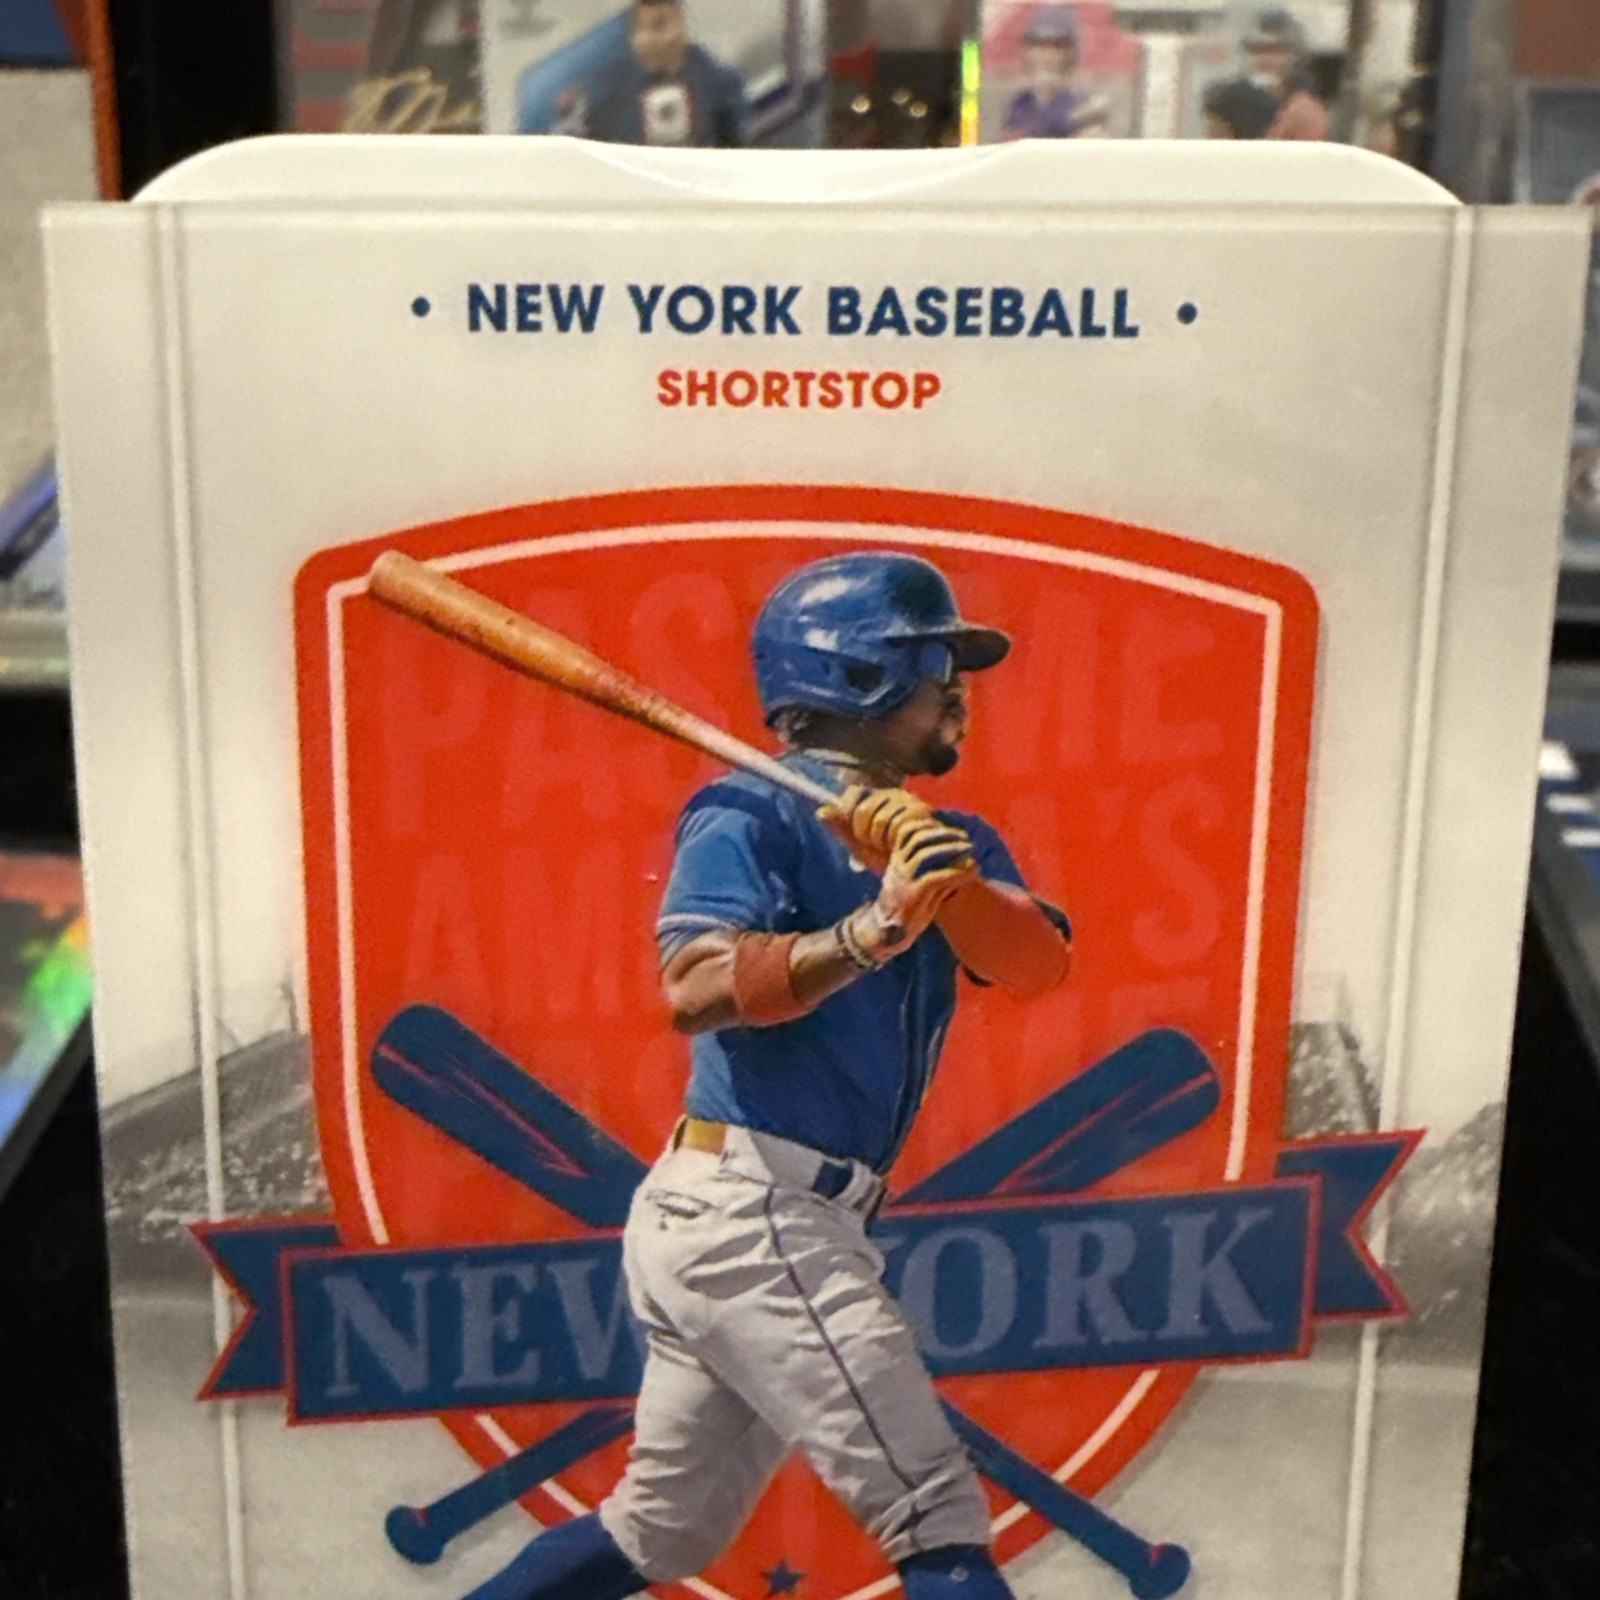 • NEW YORK BASEBALL •
SHORTSTOP
NEW YORK